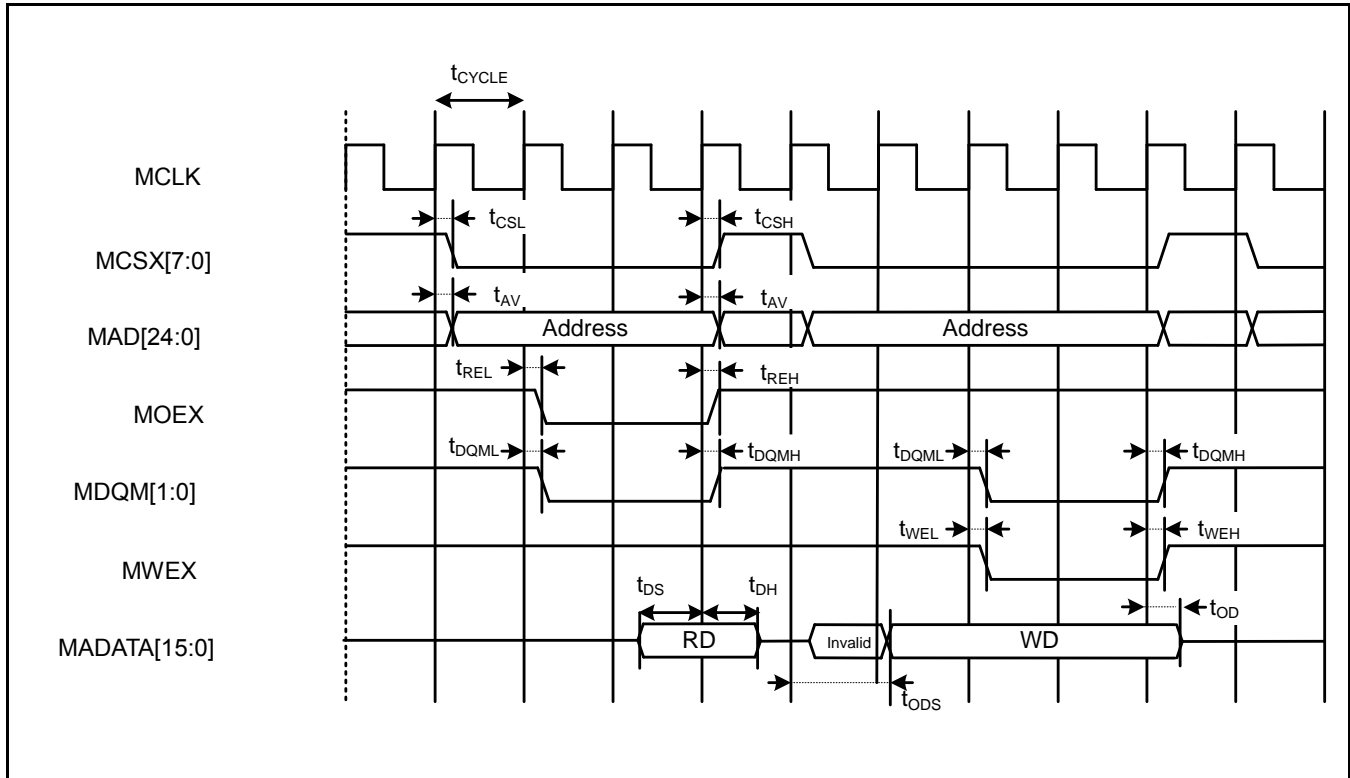 tCYCLE
MCLK
tCSL
tCSH
MCSX[7:0]
tAV
tAV
MAD[24:0]
Address
Address
tREL
tREH
MOEX
tDQML
tDQMH
tDQML
tDQMH
MDQM[1:0]
tWEL
tWEH
MWEX
tDS
tDH
tOD
MADATA[15:0]
RD
Invalid
WD
tODS